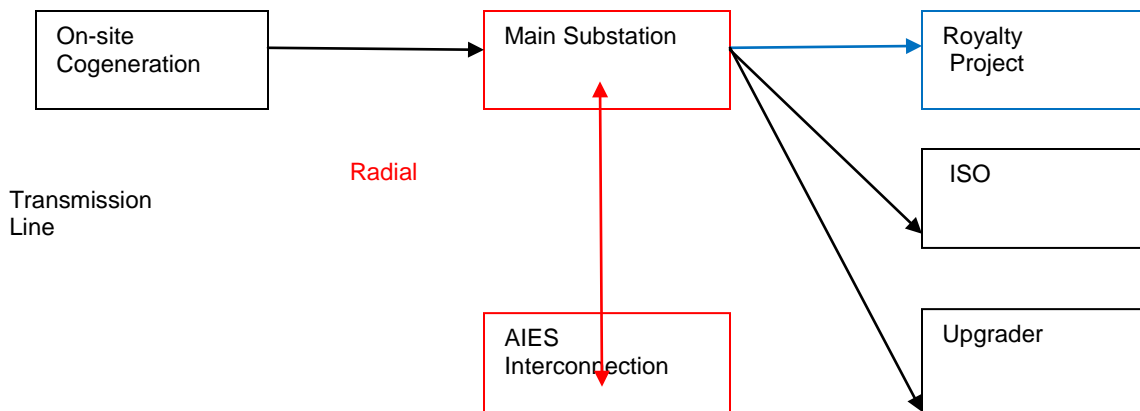 On-site
Cogeneration
Main Substation
Royalty
Project
Radial
ISO
Transmission
Line
AIES
Interconnection
Upgrader